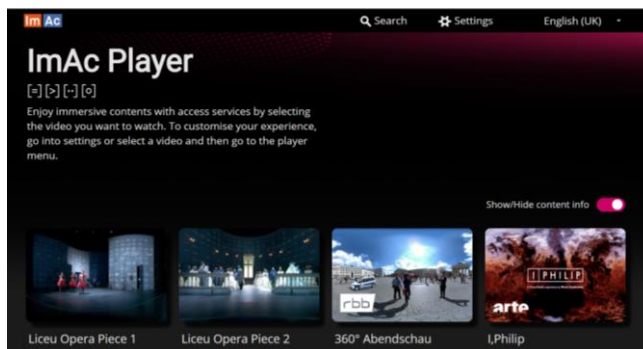 Im Ac
Search Settings English (UK)
ImAc Player
[=] [>] [··] [o]
Enjoy immersive contents with access services by selecting
the video you want to watch. To customise your experience,
go into settings or select a video and then go to the player
menu.
Show/Hide content info
rbb
I PHILIP
arte
Liceu Opera Piece 1 Liceu Opera Piece 2 360° Abendschau I,Philip